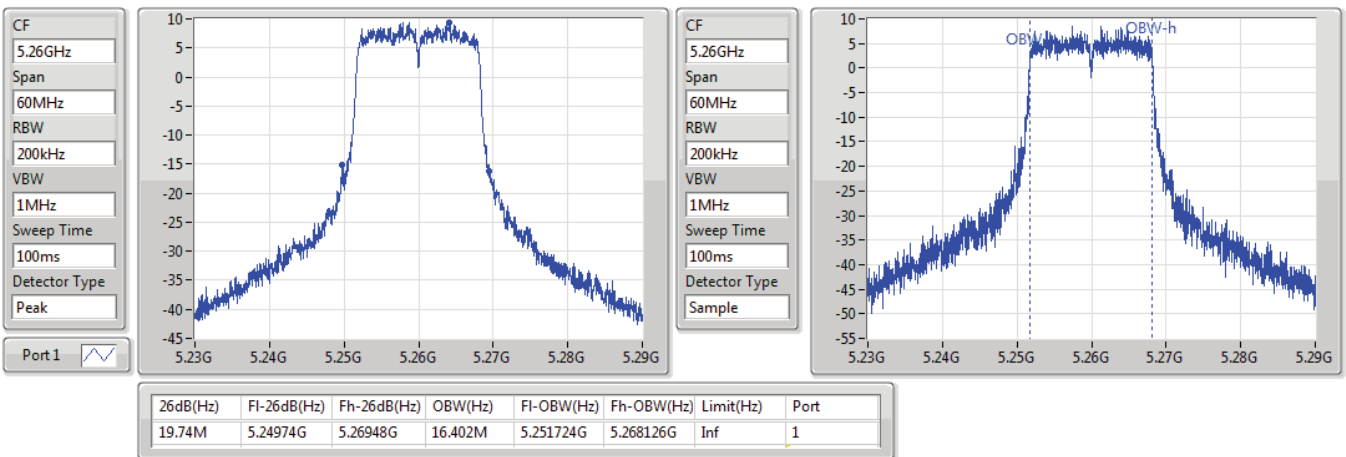 CF
5.26GHz
Span
60MHz
RBW
200kHz
VBW
1MHz
Sweep Time
100ms
Detector Type
Peak
Port 1
10
5
0
-5
-10
-15
-20
-25
-30
-35
-40
-45
5.23G 5.24G 5.25G 5.26G 5.27G 5.28G 5.29G
CF
5.26GHz
Span
60MHz
RBW
200kHz
VBW
1MHz
Sweep Time
100ms
Detector Type
Sample
10
5
0
-5
-10
-15
-20
-25
-30
-35
-40
-45
-50
-55
OBW-h
5.23G 5.24G 5.25G 5.26G 5.27G 5.28G 5.29G
26dB(Hz) Fl-26dB(Hz) Fh-26dB(Hz) OBW(Hz) Fl-OBW(Hz) Fh-OBW(Hz) Limit(Hz) Port
19.74M 5.24974G 5.26948G 16.402M 5.251724G 5.268126G Inf 1